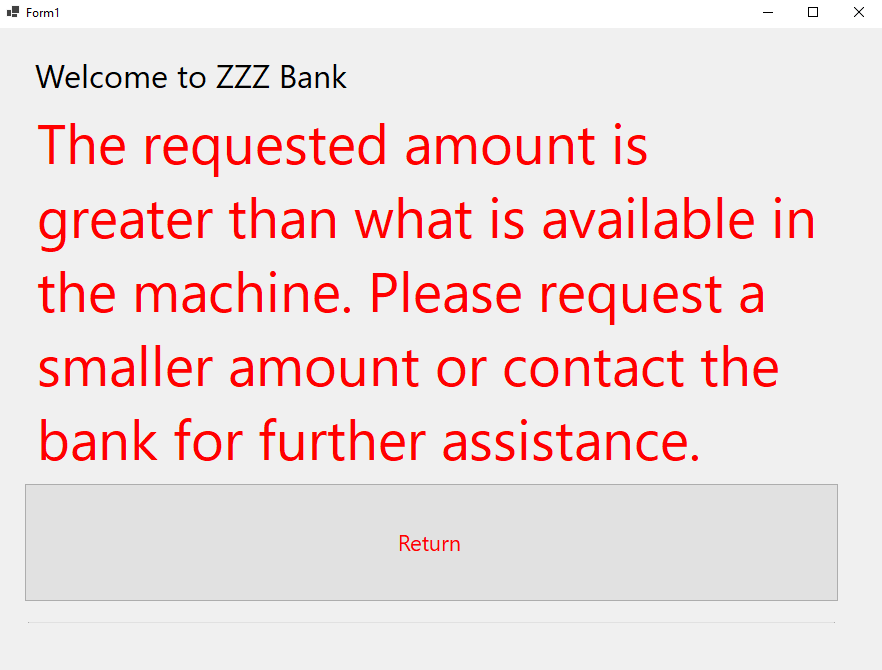 Form1
Welcome to ZZZ Bank
The requested amount is
greater than what is available in
the machine. Please request a
smaller amount or contact the
bank for further assistance.
Return